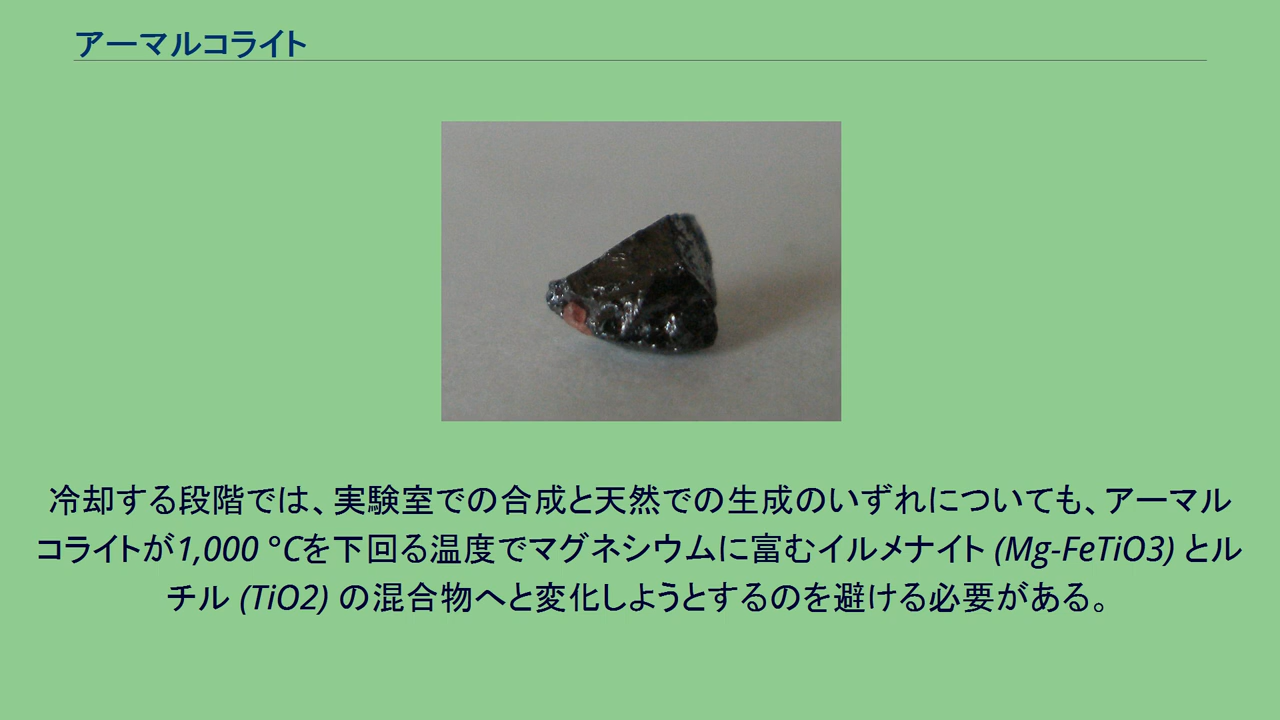 アーマルコライト
冷却する段階では、実験室での合成と天然での生成のいずれについても、アーマル
コライトが1,000 °Cを下回る温度でマグネシウムに富むイルメナイト (Mg-FeTiO3) とル
チル (TiO2) の混合物へと変化しようとするのを避ける必要がある。